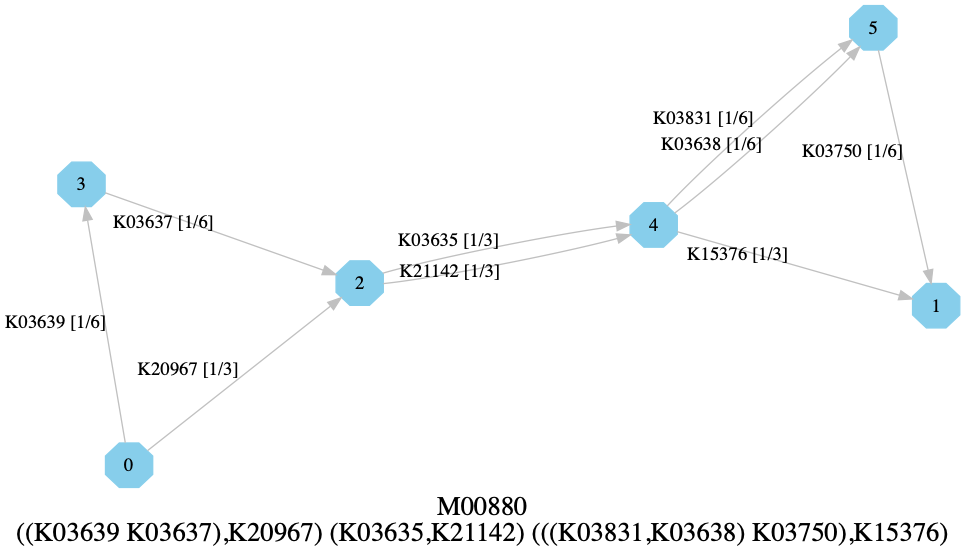 5
K03831 [1/6]
K03638 [1/6]
K03750 [1/6]
3
K03637 [1/6]
4
K03635 [1/3]
K15376 [1/3]
K21142 [1/3]
2
1
K03639 [1/6]
K20967 [1/3]
0
M00880
((K03639 K03637),K20967) (K03635,K21142) (((K03831,K03638) K03750),K15376)